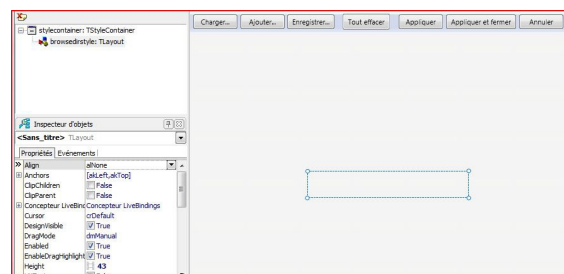 Charger... Ajouter... Enregistrer... Tout effacer Appliquer Appliquer et fermer Annuler
stylecontainer: TStyleContainer
browsedirstyle: TLayout
Inspecteur d'objets
<Sans_titre> TLayout
Propriétés Evénements
Align alNone
Anchors [akLeft,akTop]
ClipChildren False
ClipParent False
Concepteur LiveBind Concepteur LiveBindings
Cursor crDefault
DesignVisible True
DragMode dmManual
Enabled True
EnableDragHighlight True
Height 43